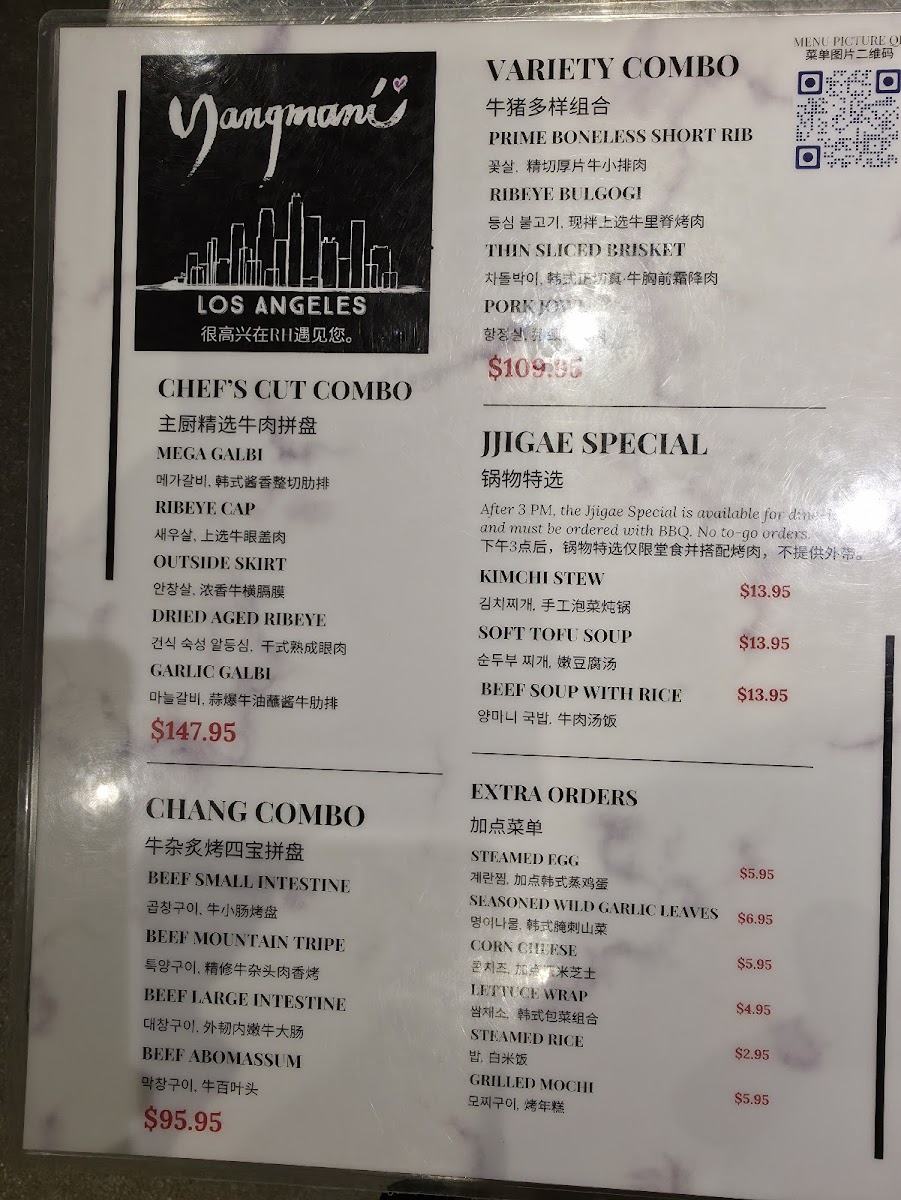 Yangmani
LOS ANGELES
很高兴在RH遇见您。
CHEF'S CUT COMBO
主厨精选牛肉拼盘
MEGA GALBI
메가갈비, 韩式酱香整切肋排
RIBEYE CAP
새우살, 上选牛眼盖肉
OUTSIDE SKIRT
안창살, 浓香牛横膈膜
DRIED AGED RIBEYE
건식 숙성 알등심, 干式熟成眼肉
GARLIC GALBI
마늘갈비, 蒜爆牛油蘸酱牛肋排
$147.95
CHANG COMBO
牛杂炙烤四宝拼盘
BEEF SMALL INTESTINE
곱창구이, 牛小肠烤盘
BEEF MOUNTAIN TRIPE
특양구이, 精修牛杂头肉香烤
BEEF LARGE INTESTINE
대창구이, 外韧内嫩牛大肠
BEEF ABOMASSUM
막창구이, 牛百叶头
$95.95
MENU PICTURE
菜单图片二维码
VARIETY COMBO
牛猪多样组合
PRIME BONELESS SHORT RIB
꽃살, 精切厚片牛小排肉
RIBEYE BULGOGI
등심 불고기, 现拌上选牛里脊烤肉
THIN SLICED BRISKET
차돌박이, 韩式正切真·牛胸前霜降肉
PORK
항정살,
$109.95
JJIGAE SPECIAL
锅物特选
After 3 PM, the Jjigae Special is available for
and must be ordered with BBQ. No to-go orders.
下午3点后，锅物特选仅限堂食并搭配烤肉，不提供外带。
KIMCHI STEW $13.95
김치찌개, 手工泡菜炖锅
SOFT TOFU SOUP $13.95
순두부 찌개, 嫩豆腐汤
BEEF SOUP WITH RICE $13.95
양마니 국밥, 牛肉汤饭
EXTRA ORDERS
加点菜单
STEAMED EGG $5.95
계란찜, 加点韩式蒸鸡蛋
SEASONED WILD GARLIC LEAVES $6.95
명이나물, 韩式腌刺山菜
CORN CHEESE $5.95
콘치즈, 加点玉米芝士
LETTUCE WRAP $4.95
쌈채소, 韩式包菜组合
STEAMED RICE $2.95
밥, 白米饭
GRILLED MOCHI $5.95
모찌구이, 烤年糕